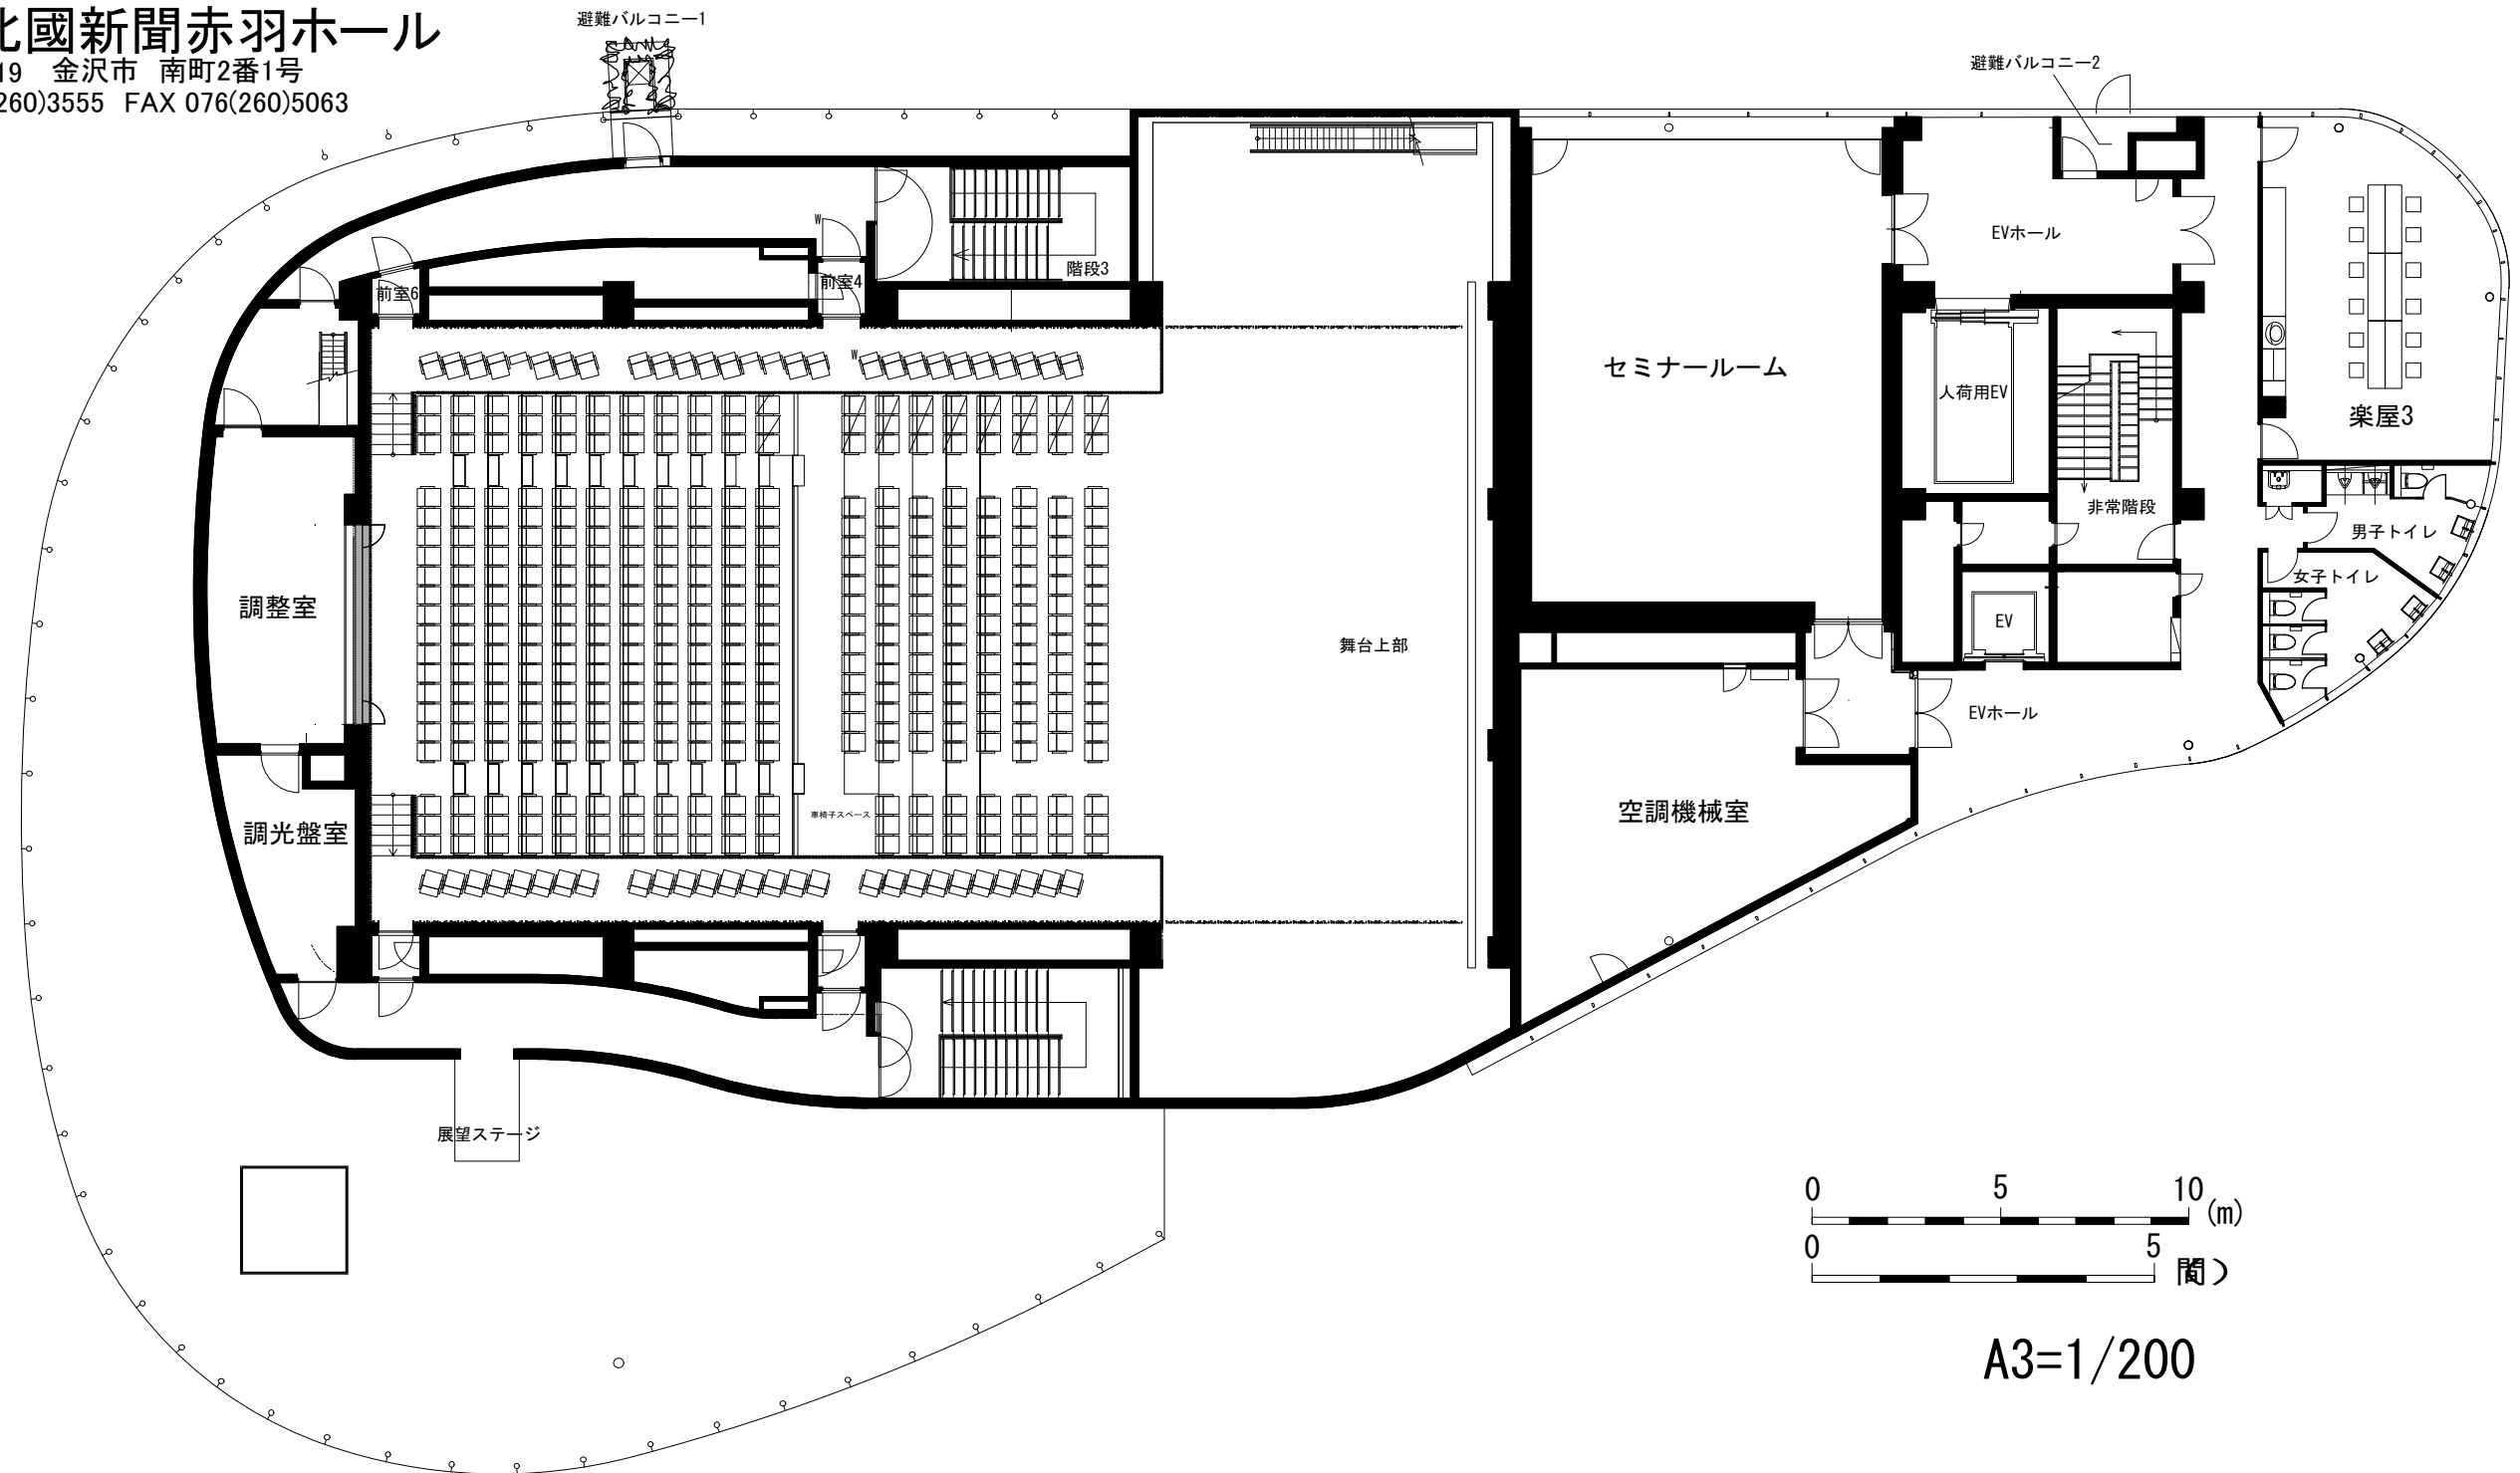 北國新聞赤羽ホール
19 金沢市 南町2番1号
260)3555 FAX 076(260)5063
避難バルコニー1
避難バルコニー2
W
EVホール
階段3
前室6
前室4
W
セミナールーム
人荷用EV
楽屋3
非常階段
男子トイレ
女子トイレ
調整室
EV
舞台上部
EVホール
空調機械室
車椅子スペース
調光盤室
展望ステージ
0 5 10
(m)
0 5
間)
A3=1/200